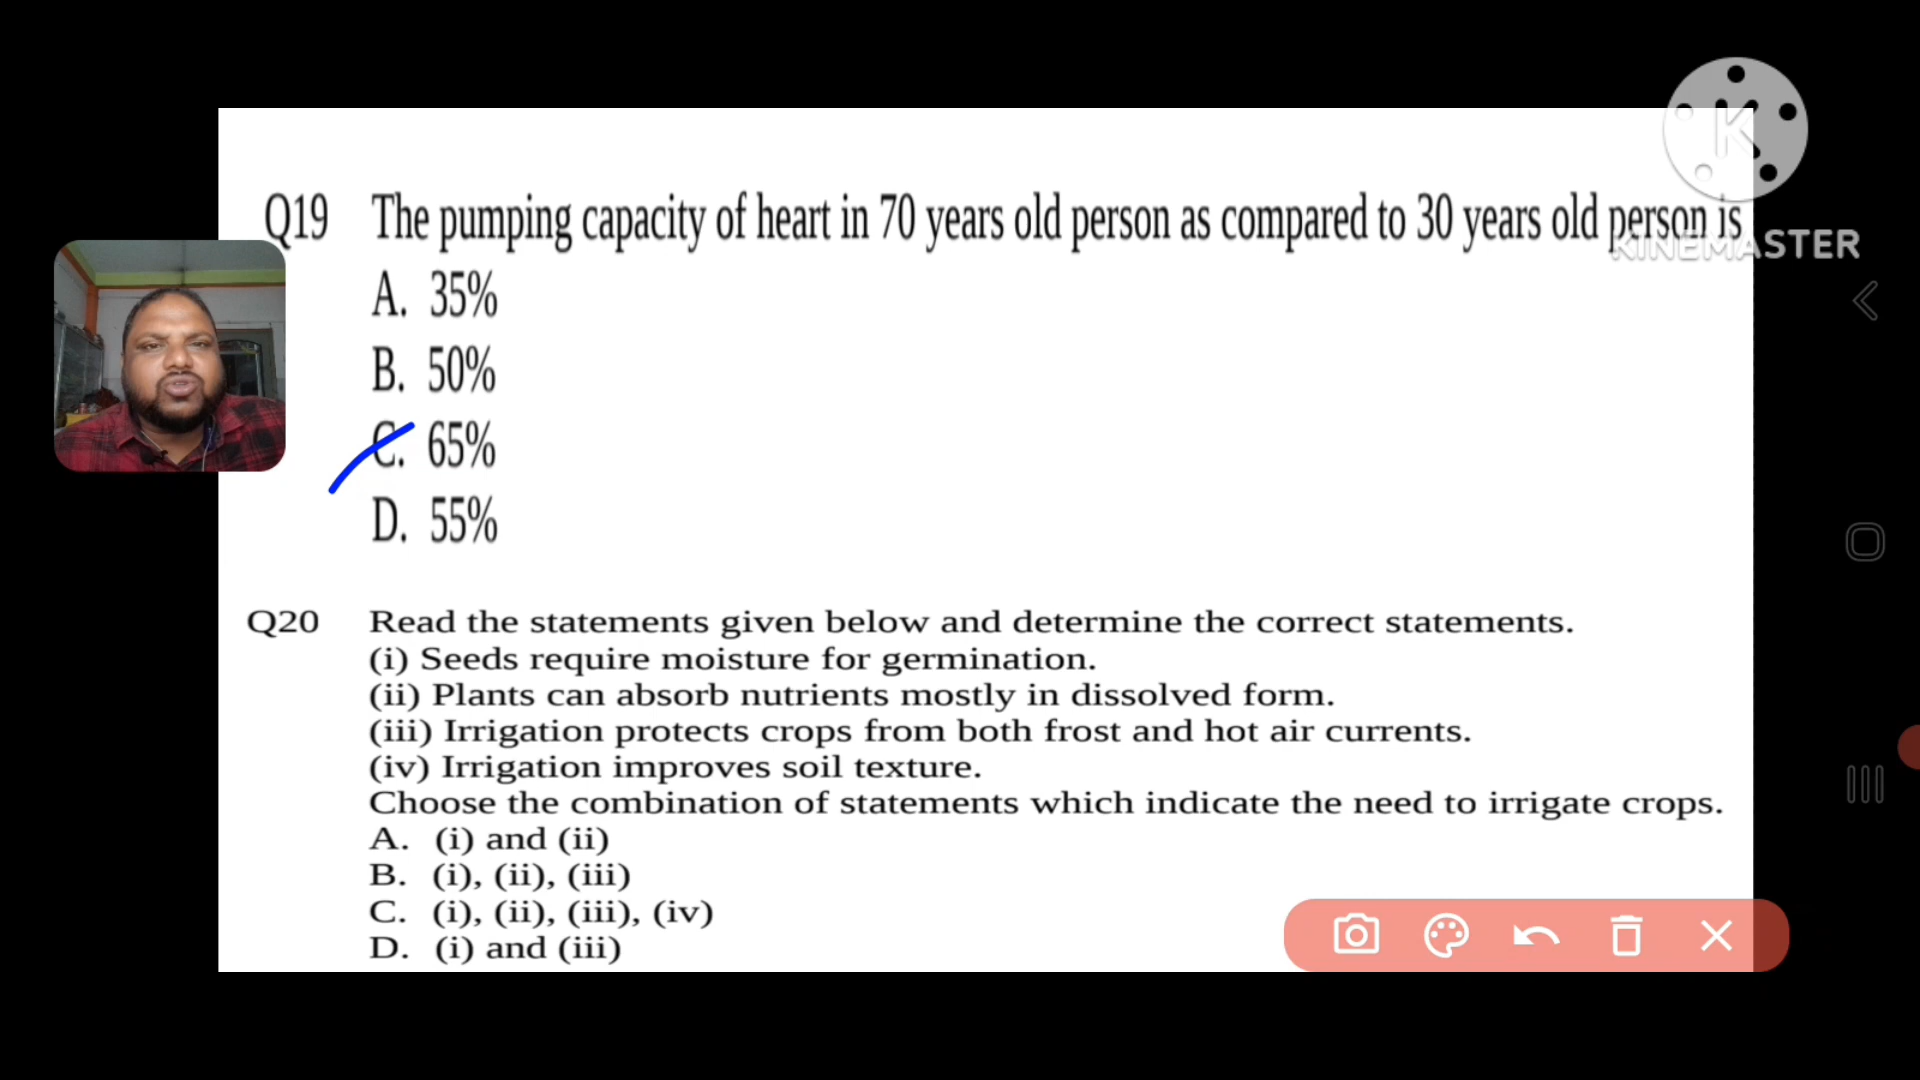 Q19 The pumping capacity of heart in 70 years old person as compared to 30 years old person is
A. 35%
B. 50%
C. 65%
D. 55%
Q20 Read the statements given below and determine the correct statements.
(i) Seeds require moisture for germination.
(ii) Plants can absorb nutrients mostly in dissolved form.
(iii) Irrigation protects crops from both frost and hot air currents.
(iv) Irrigation improves soil texture.
Choose the combination of statements which indicate the need to irrigate crops.
A. (i) and (ii)
B. (i), (ii), (iii)
C. (i), (ii), (iii), (iv)
D. (i) and (iii)
K
KINEMASTER